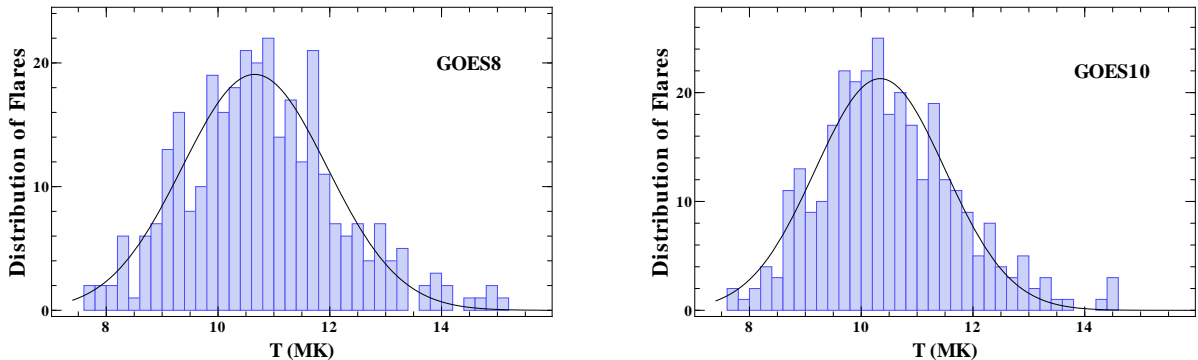 Distribution of Flares
20
10
0
GOES8
8 10 12 14
T (MK)
Distribution of Flares
20
10
0
GOES10
8 10 12 14
T (MK)